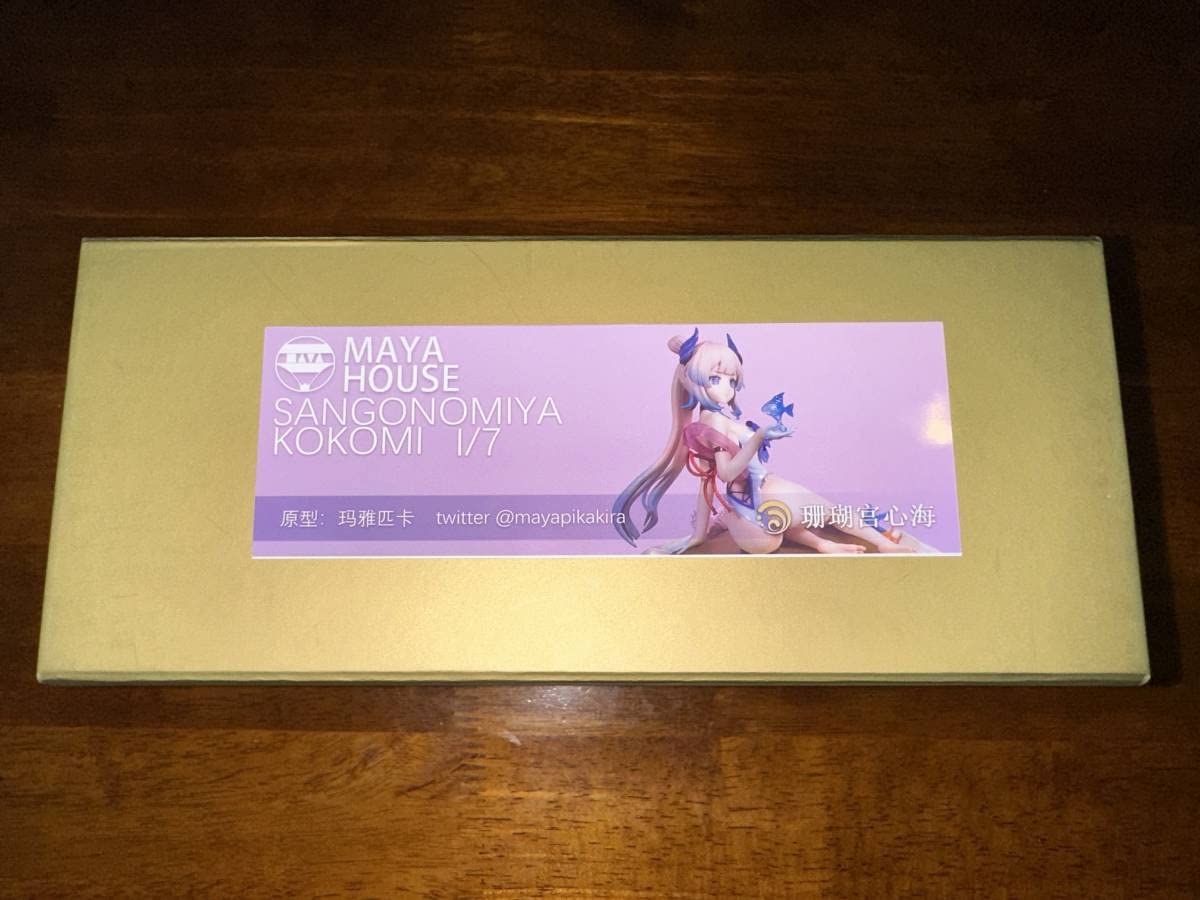 MAYA
MAYA
HOUSE
SANGONOMIYA
KOKOMI 1/7
原型：玛雅匹卡 twitter @mayapikakira
珊瑚宫心海